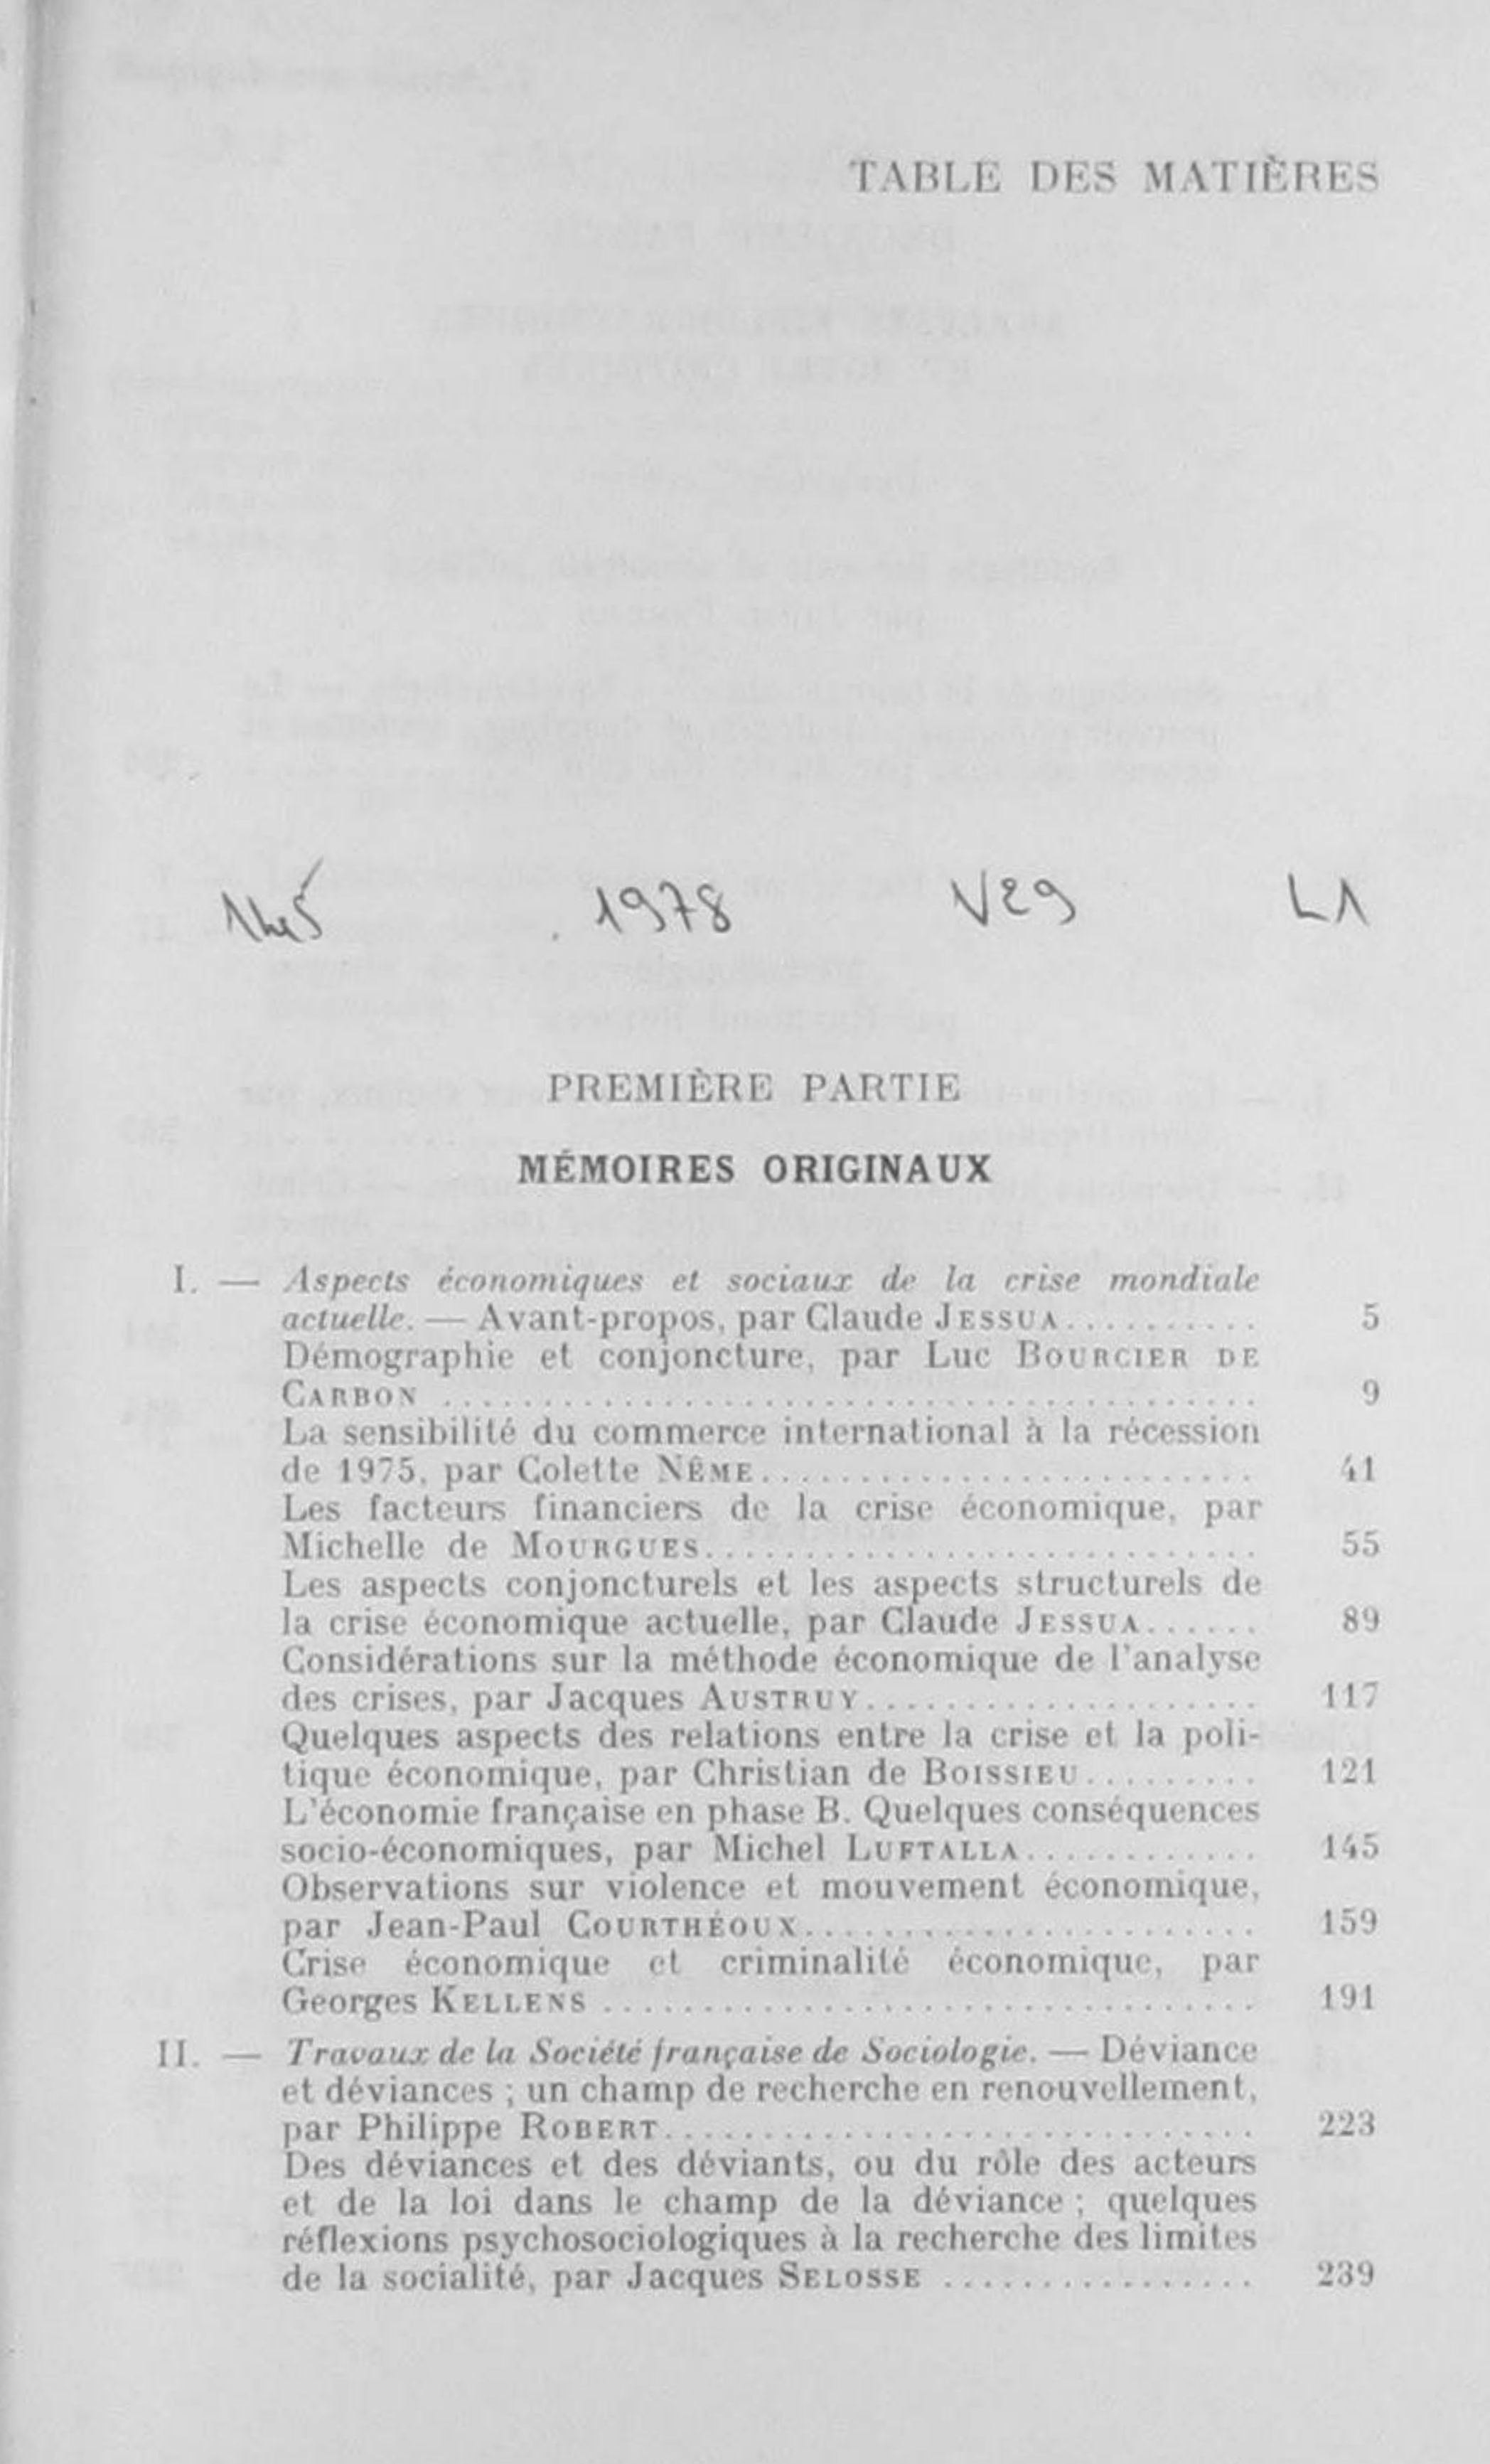 TABLE DES MATIÈRES
1978 V29 L1
PREMIÈRE PARTIE
MÉMOIRES ORIGINAUX
I. — Aspects économiques et sociaux de la crise mondiale
actuelle. — Avant-propos, par Claude JESSUA.......... 5
Démographie et conjoncture, par Luc BOURCIER DE
CARBON .......................................... 9
La sensibilité du commerce international à la récession
de 1975, par Colette NÊME......................... 41
Les facteurs financiers de la crise économique, par
Michelle de MOURGUES............................ 55
Les aspects conjoncturels et les aspects structurels de
la crise économique actuelle, par Claude JESSUA...... 89
Considérations sur la méthode économique de l'analyse
des crises, par Jacques AUSTRUY.................... 117
Quelques aspects des relations entre la crise et la poli-
tique économique, par Christian de BOISSIEU......... 121
L'économie française en phase B. Quelques conséquences
socio-économiques, par Michel LUFTALLA............ 145
Observations sur violence et mouvement économique,
par Jean-Paul COURTHÉOUX....................... 159
Crise économique et criminalité économique, par
Georges KELLENS ................................. 191
II. — Travaux de la Société française de Sociologie. — Déviance
et déviances ; un champ de recherche en renouvellement,
par Philippe ROBERT.............................. 223
Des déviances et des déviants, ou du rôle des acteurs
et de la loi dans le champ de la déviance ; quelques
réflexions psychosociologiques à la recherche des limites
de la socialité, par Jacques SELOSSE ................ 239